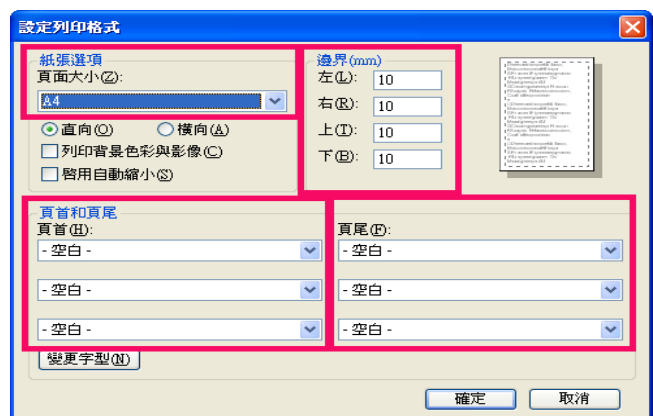 設定列印格式
紙張選項
頁面大小(Z):
A4
直向(O) 橫向(A)
列印背景色彩與影像(C)
啓用自動縮小(S)
邊界(mm)
左(L): 10
右(R): 10
上(T): 10
下(B): 10
頁首和頁尾
頁首(H):
- 空白 -
- 空白 -
- 空白 -
頁尾(F):
- 空白 -
- 空白 -
- 空白 -
變更字型(N)
確定 取消